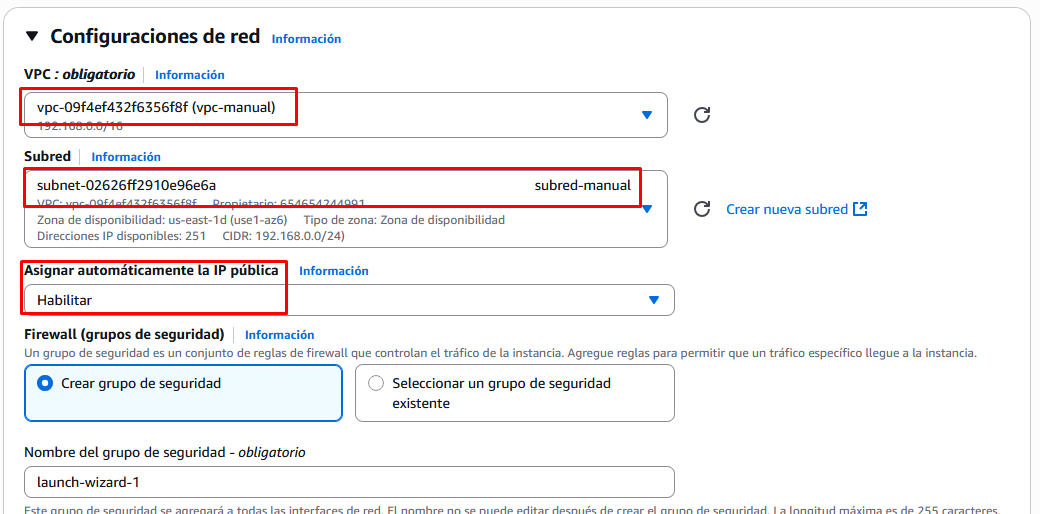 Configuraciones de red Información
VPC : obligatorio Información
vpc-09f4ef432f6356f8f (vpc-manual)
192.168.0.0/16
Subred Información
subnet-02626ff2910e96e6a subred-manual
VPC: vpc-09f4ef432f6356f8f Propietario: 654654244991
Zona de disponibilidad: us-east-1d (use1-az6) Tipo de zona: Zona de disponibilidad
Direcciones IP disponibles: 251 CIDR: 192.168.0.0/24)
Crear nueva subred
Asignar automáticamente la IP pública Información
Habilitar
Firewall (grupos de seguridad) Información
Un grupo de seguridad es un conjunto de reglas de firewall que controlan el tráfico de la instancia. Agregue reglas para permitir que un tráfico específico llegue a la instancia.
Crear grupo de seguridad
Seleccionar un grupo de seguridad
existente
Nombre del grupo de seguridad - obligatorio
launch-wizard-1
Este grupo de seguridad se agregará a todas las interfaces de red. El nombre no se puede editar después de crear el grupo de seguridad. La longitud máxima es de 255 caracteres.